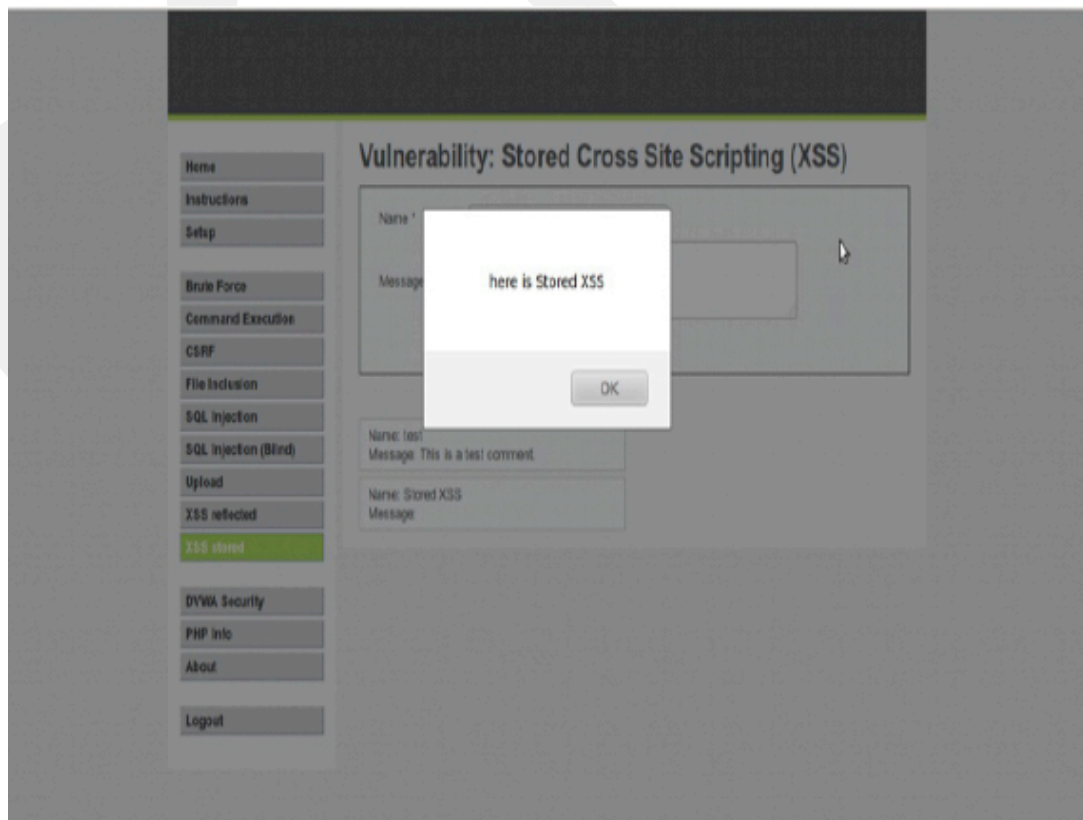 Vulnerability: Stored Cross Site Scripting (XSS)
Home
Instructions
Setup
Brute Force
Command Execution
CSRF
File Inclusion
SQL Injection
SQL Injection (Blind)
Upload
XSS reflected
XSS stored
DVWA Security
PHP Info
About
Logout
Name *
Message
here is Stored XSS
OK
Name: test
Message: This is a test comment.
Name: Stored XSS
Message: